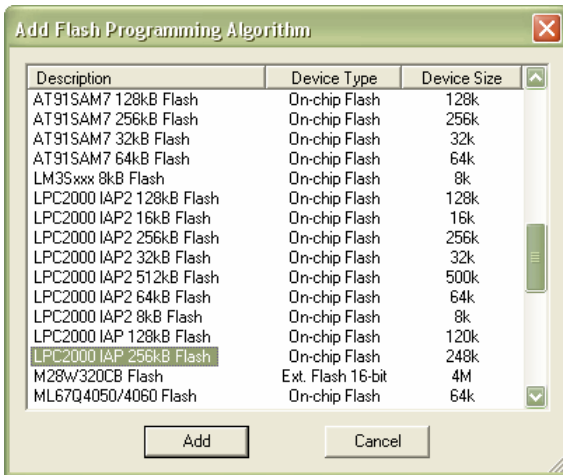 Add Flash Programming Algorithm
Description Device Type Device Size
AT91SAM7 128kB Flash On-chip Flash 128k
AT91SAM7 256kB Flash On-chip Flash 256k
AT91SAM7 32kB Flash On-chip Flash 32k
AT91SAM7 64kB Flash On-chip Flash 64k
LM3Sxxx 8kB Flash On-chip Flash 8k
LPC2000 IAP2 128kB Flash On-chip Flash 128k
LPC2000 IAP2 16kB Flash On-chip Flash 16k
LPC2000 IAP2 256kB Flash On-chip Flash 256k
LPC2000 IAP2 32kB Flash On-chip Flash 32k
LPC2000 IAP2 512kB Flash On-chip Flash 500k
LPC2000 IAP2 64kB Flash On-chip Flash 64k
LPC2000 IAP2 8kB Flash On-chip Flash 8k
LPC2000 IAP 128kB Flash On-chip Flash 120k
LPC2000 IAP 256kB Flash On-chip Flash 248k
M28W320CB Flash Ext. Flash 16-bit 4M
ML67Q4050/4060 Flash On-chip Flash 64k
Add Cancel